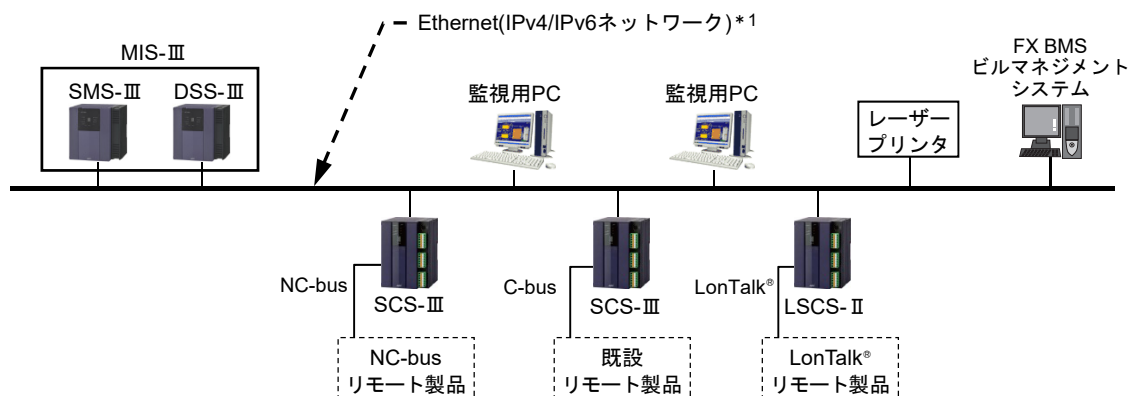 Ethernet(IPv4/IPv6ネットワーク)*1
MIS-Ⅲ
SMS-Ⅲ
DSS-Ⅲ
監視用PC
監視用PC
レーザー
プリンタ
FX BMS
ビルマネジメント
システム
NC-bus
SCS-Ⅲ
C-bus
SCS-Ⅲ
LonTalk®
LSCS-Ⅱ
NC-bus
リモート製品
既設
リモート製品
LonTalk®
リモート製品